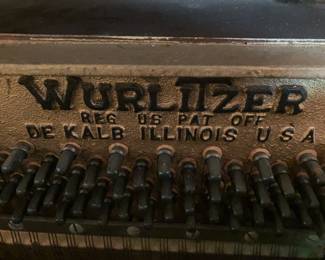 WURLITZER
REG US PAT OFF
DE KALB ILLINOIS USA